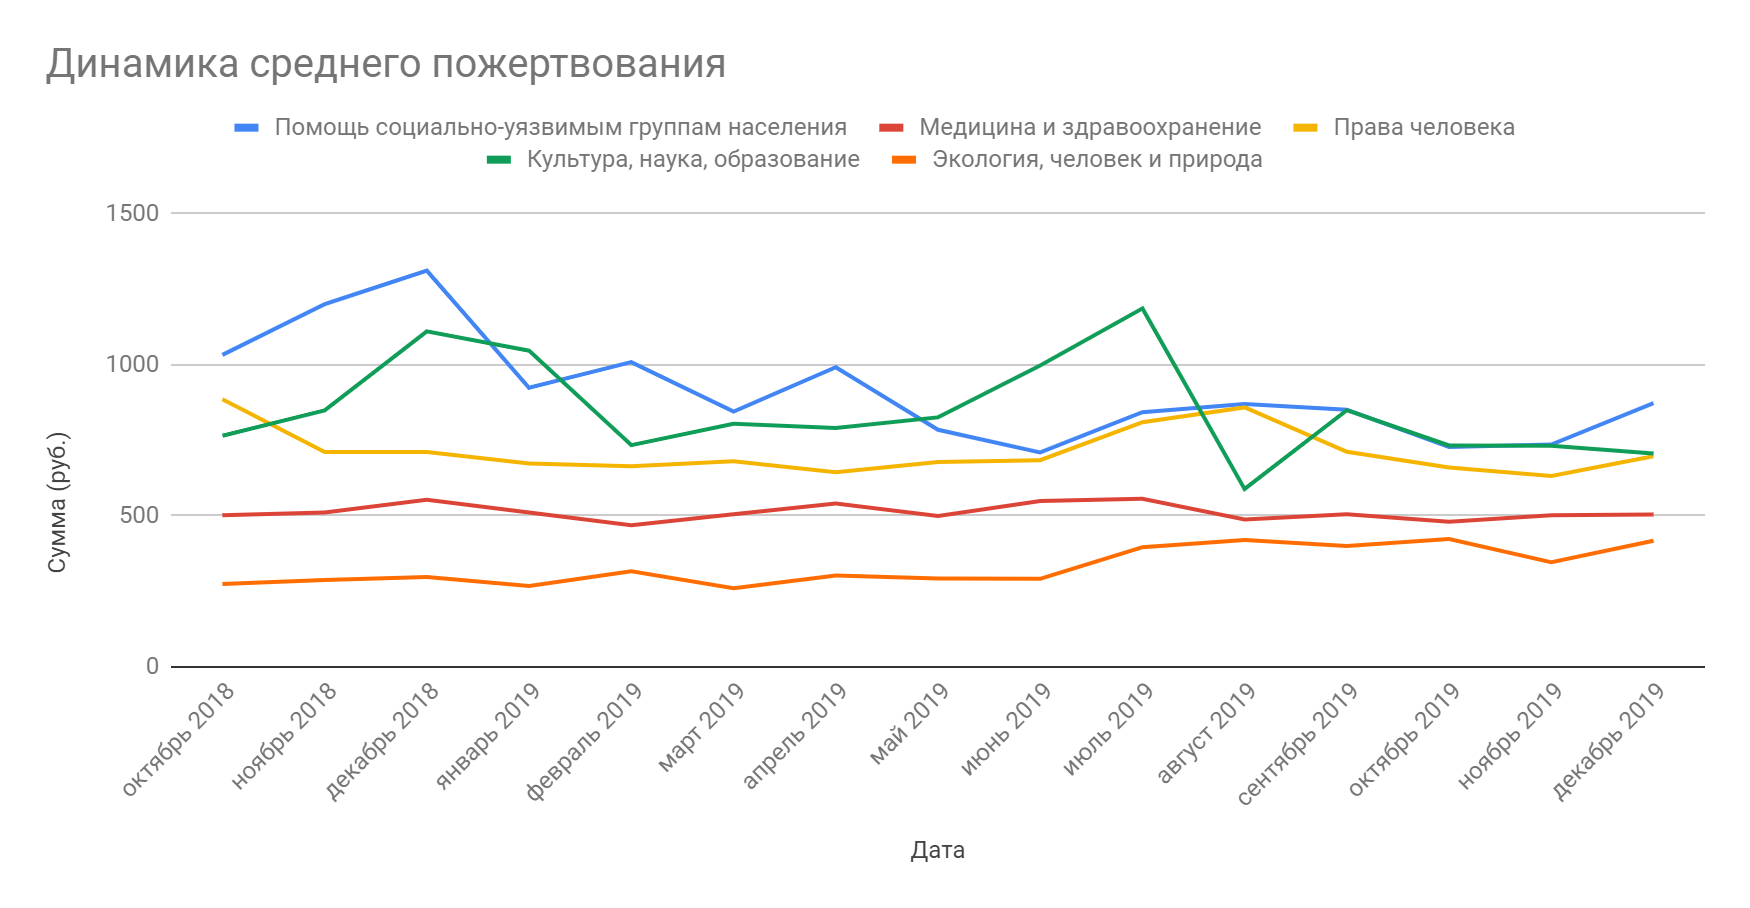 Динамика среднего пожертвования
Помощь социально-уязвимым группам населения
Медицина и здравоохранение
Права человека
Культура, наука, образование
Экология, человек и природа
1500
1000
500
0
Сумма (руб.)
октябрь 2018
ноябрь 2018
декабрь 2018
январь 2019
февраль 2019
март 2019
апрель 2019
май 2019
июнь 2019
июль 2019
август 2019
сентябрь 2019
октябрь 2019
ноябрь 2019
декабрь 2019
Дата